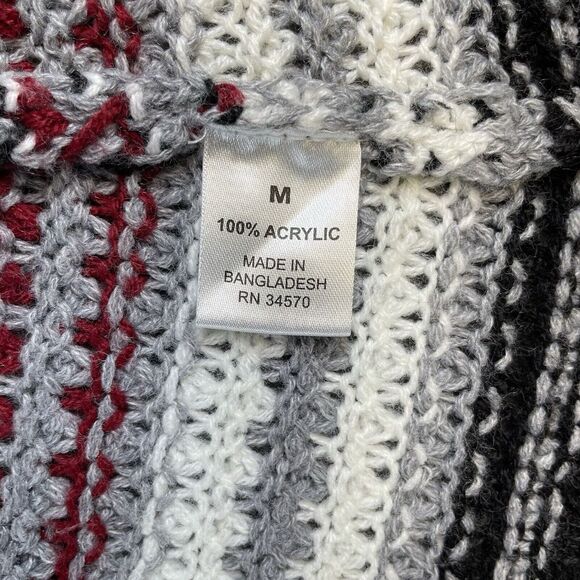 M
100% ACRYLIC
MADE IN
BANGLADESH
RN 34570